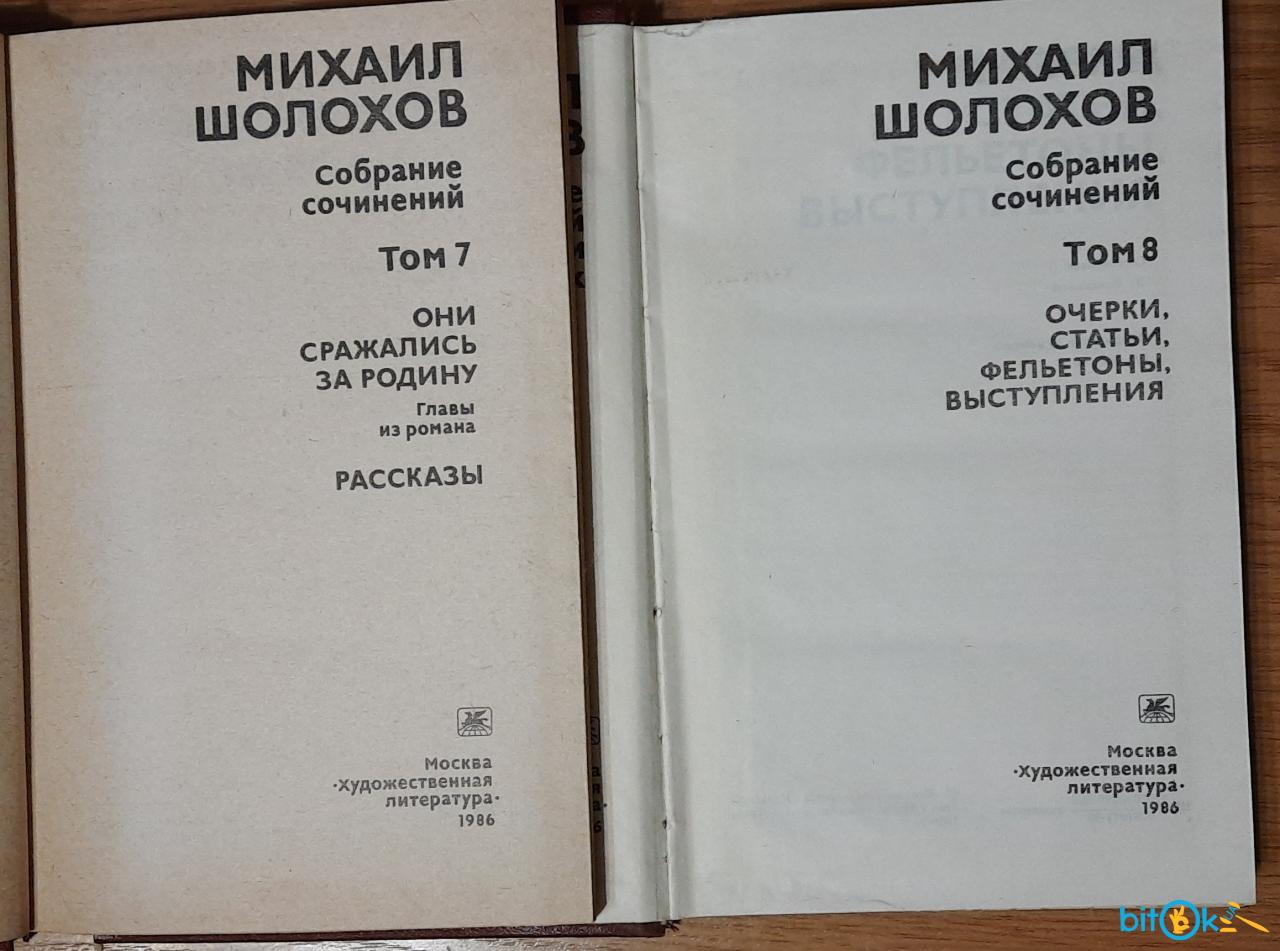 МИХАИЛ
ШОЛОХОВ
Собрание
сочинений
Том 7
ОНИ
СРАЖАЛИСЬ
ЗА РОДИНУ
Главы
из романа
РАССКАЗЫ
Москва
·Художественная
литература·
1986
МИХАИЛ
ШОЛОХОВ
Собрание
сочинений
Том 8
ОЧЕРКИ,
СТАТЬИ,
ФЕЛЬЕТОНЫ,
ВЫСТУПЛЕНИЯ
Москва
·Художественная
литература·
1986
bitOk